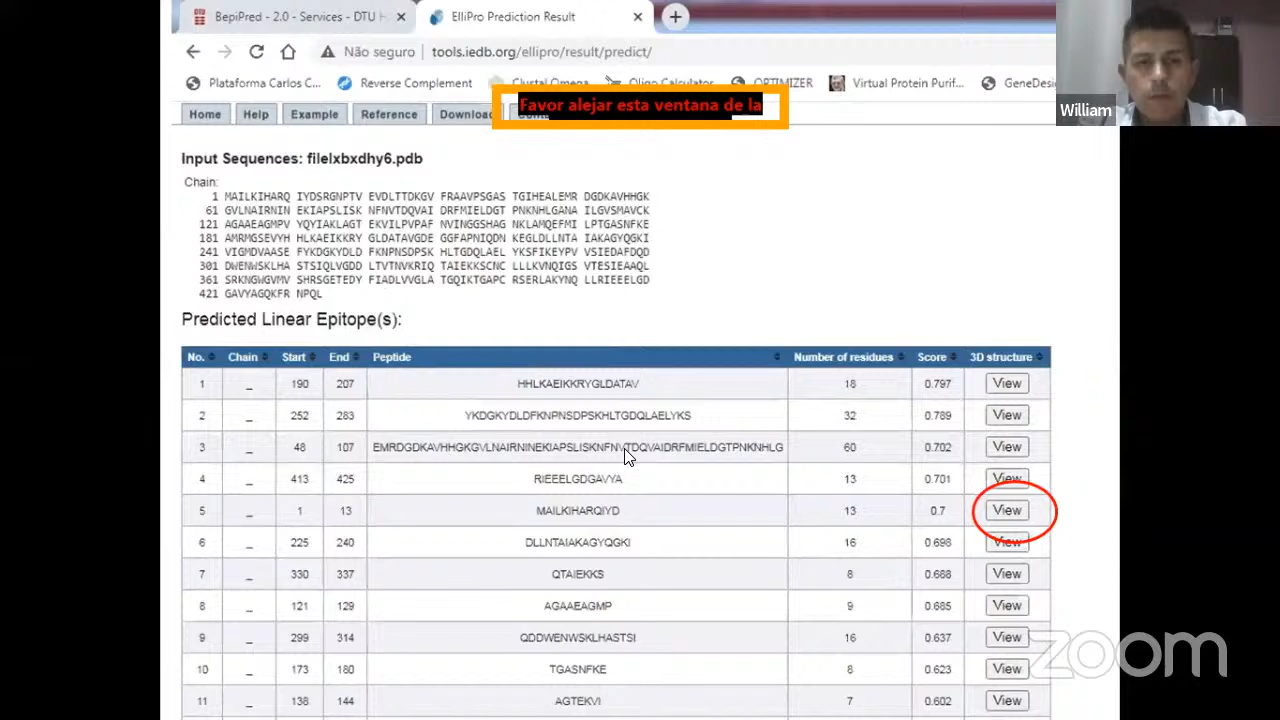 BepiPred - 2.0 - Services - DTU H
ElliPro Prediction Result
Não seguro
tools.iedb.org/ellipro/result/predict/
Plataforma Carlos C...
Reverse Complement
Clustal Omega
Oligo Calculator
OPTIMIZER
Virtual Protein Purif...
GeneDesig
Favor alejar esta ventana de la
William
Home Help Example Reference Download
Input Sequences: filelxbxdhy6.pdb
Chain:
1 MAILKIHARQ IYDSRGNPTV EVDLTTDKGV FRAAVPSGAS TGIHEALEMR DGDKAVHHGK
61 GVLNAIRNIN EKIAPSLISK NFNVTDQVAI DRFMIELDGT PNKNHLGANA ILGVSMAVCK
121 AGAAEAGMPV YQYIAKLAGT EKVILPVPAF NVINGGSHAG NKLAMQEFMI LPTGASNFKE
181 AMRMGSEVYH HLKAEIKKRY GLDATAVGDE GGFAPNIQDN KEGLDLLNTA IAKAGYQGKI
241 VIGMDVAASE FYKDGKYDLD FKNPNSDPSK HLTGDQLAEL YKSFIKEYPV VSIEDAFDQD
301 DWENWSKLHA STSIQLVGDD LTVTNVKRIQ TAIEKKSCNC LLLKVNQIGS VTESIEAAQL
361 SRKNGWGVMV SHRSGETEDY FIADLVVGLA TGQIKTGAPC RSERLAKYNQ LLRIEEELGD
421 GAVYAGQKFR NPQL
Predicted Linear Epitope(s):
No. Chain Start End Peptide Number of residues Score 3D structure
1 _ 190 207 HHLKAEIKKRYGLDATAV 18 0.797 View
2 _ 252 283 YKDGKYDLDFKNPNSDPSKHLTGDQLAELYKS 32 0.789 View
3 _ 48 107 EMRDGDKAVHHGKGVLNAIRNINEKIAPSLISKNFNVTDQVAIDRFMIELDGTPNKNHLG 60 0.702 View
4 _ 413 425 RIEEELGDGAVYA 13 0.701 View
5 _ 1 13 MAILKIHARQIYD 13 0.7 View
6 _ 225 240 DLLNTAIAKAGYQGKI 16 0.698 View
7 _ 330 337 QTAIEKKS 8 0.688 View
8 _ 121 129 AGAAEAGMP 9 0.685 View
9 _ 299 314 QDDWENWSKLHASTSI 16 0.637 View
10 _ 173 180 TGASNFKE 8 0.623 View
11 _ 138 144 AGTEKVI 7 0.602 View
zoom